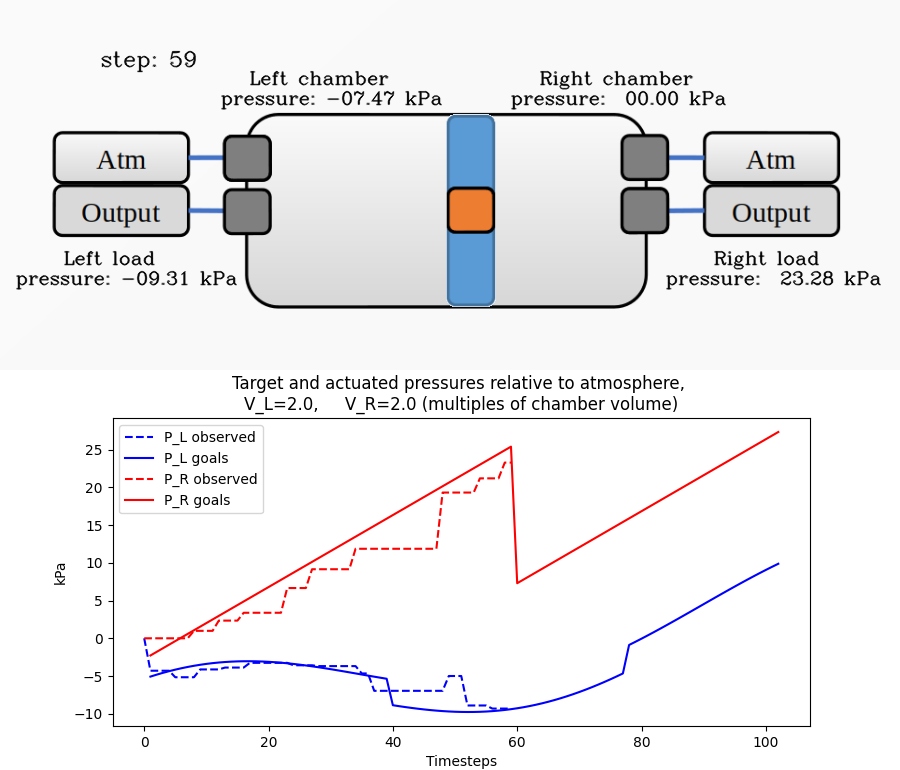 step: 59
Left chamber
pressure: −07.47 kPa
Right chamber
pressure: 00.00 kPa
Atm
Output
Atm
Output
Left load
pressure: −09.31 kPa
Right load
pressure: 23.28 kPa
Target and actuated pressures relative to atmosphere,
V_L=2.0, V_R=2.0 (multiples of chamber volume)
P_L observed
P_L goals
P_R observed
P_R goals
25
20
15
10
5
0
−5
−10
kPa
0 20 40 60 80 100
Timesteps